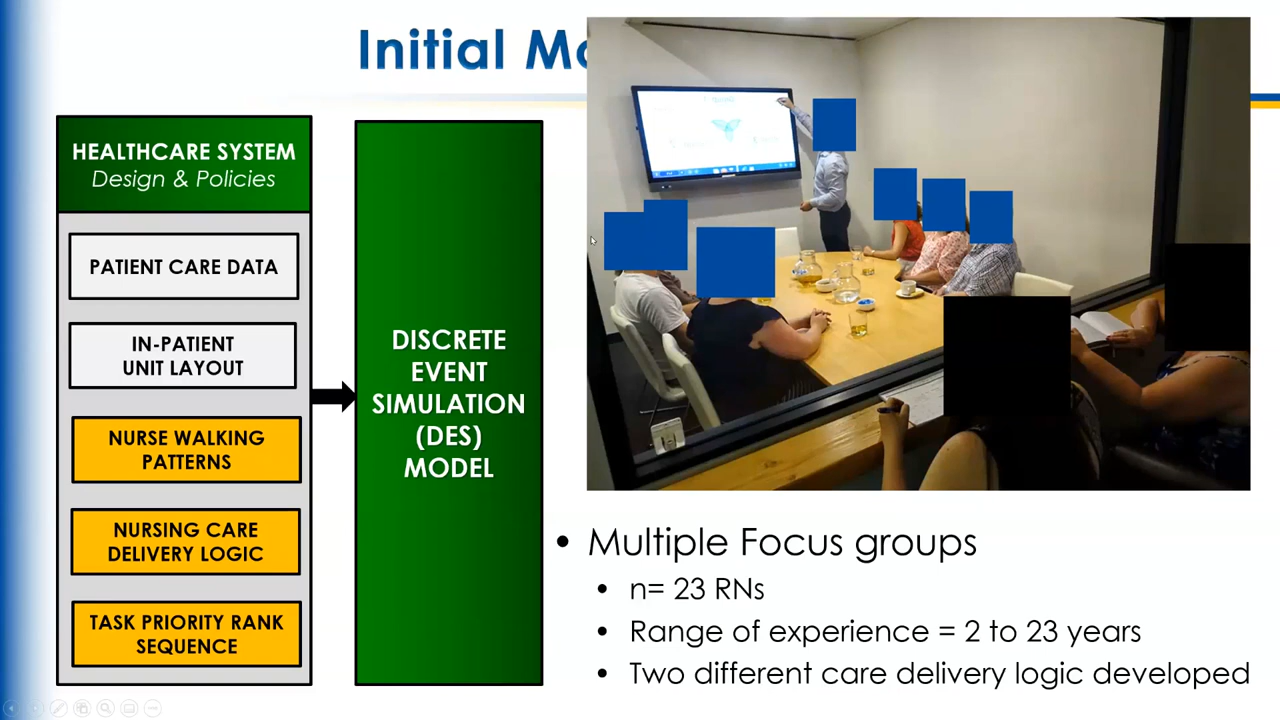 Initial Mo
HEALTHCARE SYSTEM
Design & Policies
PATIENT CARE DATA
IN-PATIENT
UNIT LAYOUT
NURSE WALKING
PATTERNS
NURSING CARE
DELIVERY LOGIC
TASK PRIORITY RANK
SEQUENCE
DISCRETE
EVENT
SIMULATION
(DES)
MODEL
• Multiple Focus groups
• n= 23 RNs
• Range of experience = 2 to 23 years
• Two different care delivery logic developed